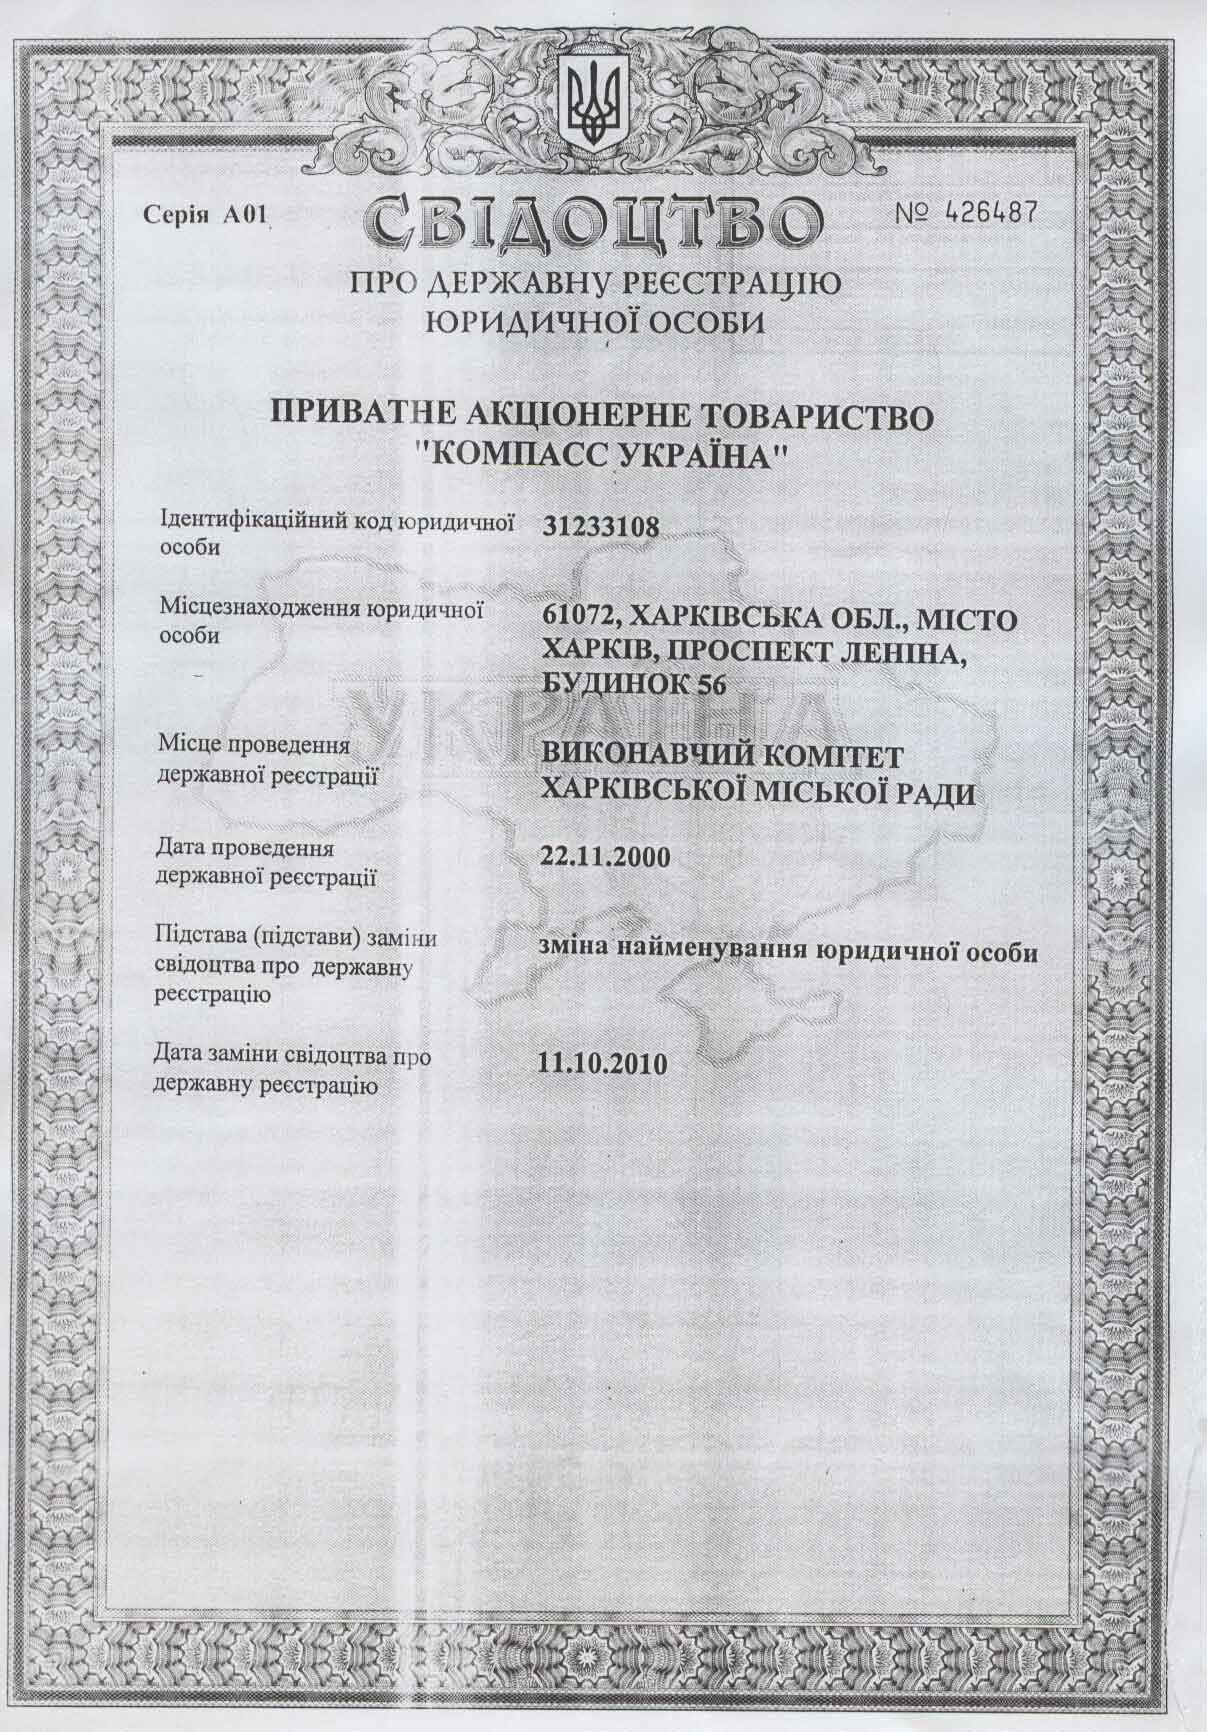 Серія А01
СВІДОЦТВО
№ 426487
ПРО ДЕРЖАВНУ РЕЄСТРАЦІЮ
ЮРИДИЧНОЇ ОСОБИ
ПРИВАТНЕ АКЦІОНЕРНЕ ТОВАРИСТВО
"КОМПАСС УКРАЇНА"
Ідентифікаційний код юридичної
особи
31233108
Місцезнаходження юридичної
особи
61072, ХАРКІВСЬКА ОБЛ., МІСТО
ХАРКІВ, ПРОСПЕКТ ЛЕНІНА,
БУДИНОК 56
УКРАЇНА
Місце проведення
державної реєстрації
ВИКОНАВЧИЙ КОМІТЕТ
ХАРКІВСЬКОЇ МІСЬКОЇ РАДИ
Дата проведення
державної реєстрації
22.11.2000
Підстава (підстави) заміни
свідоцтва про державну
реєстрацію
зміна найменування юридичної особи
Дата заміни свідоцтва про
державну реєстрацію
11.10.2010